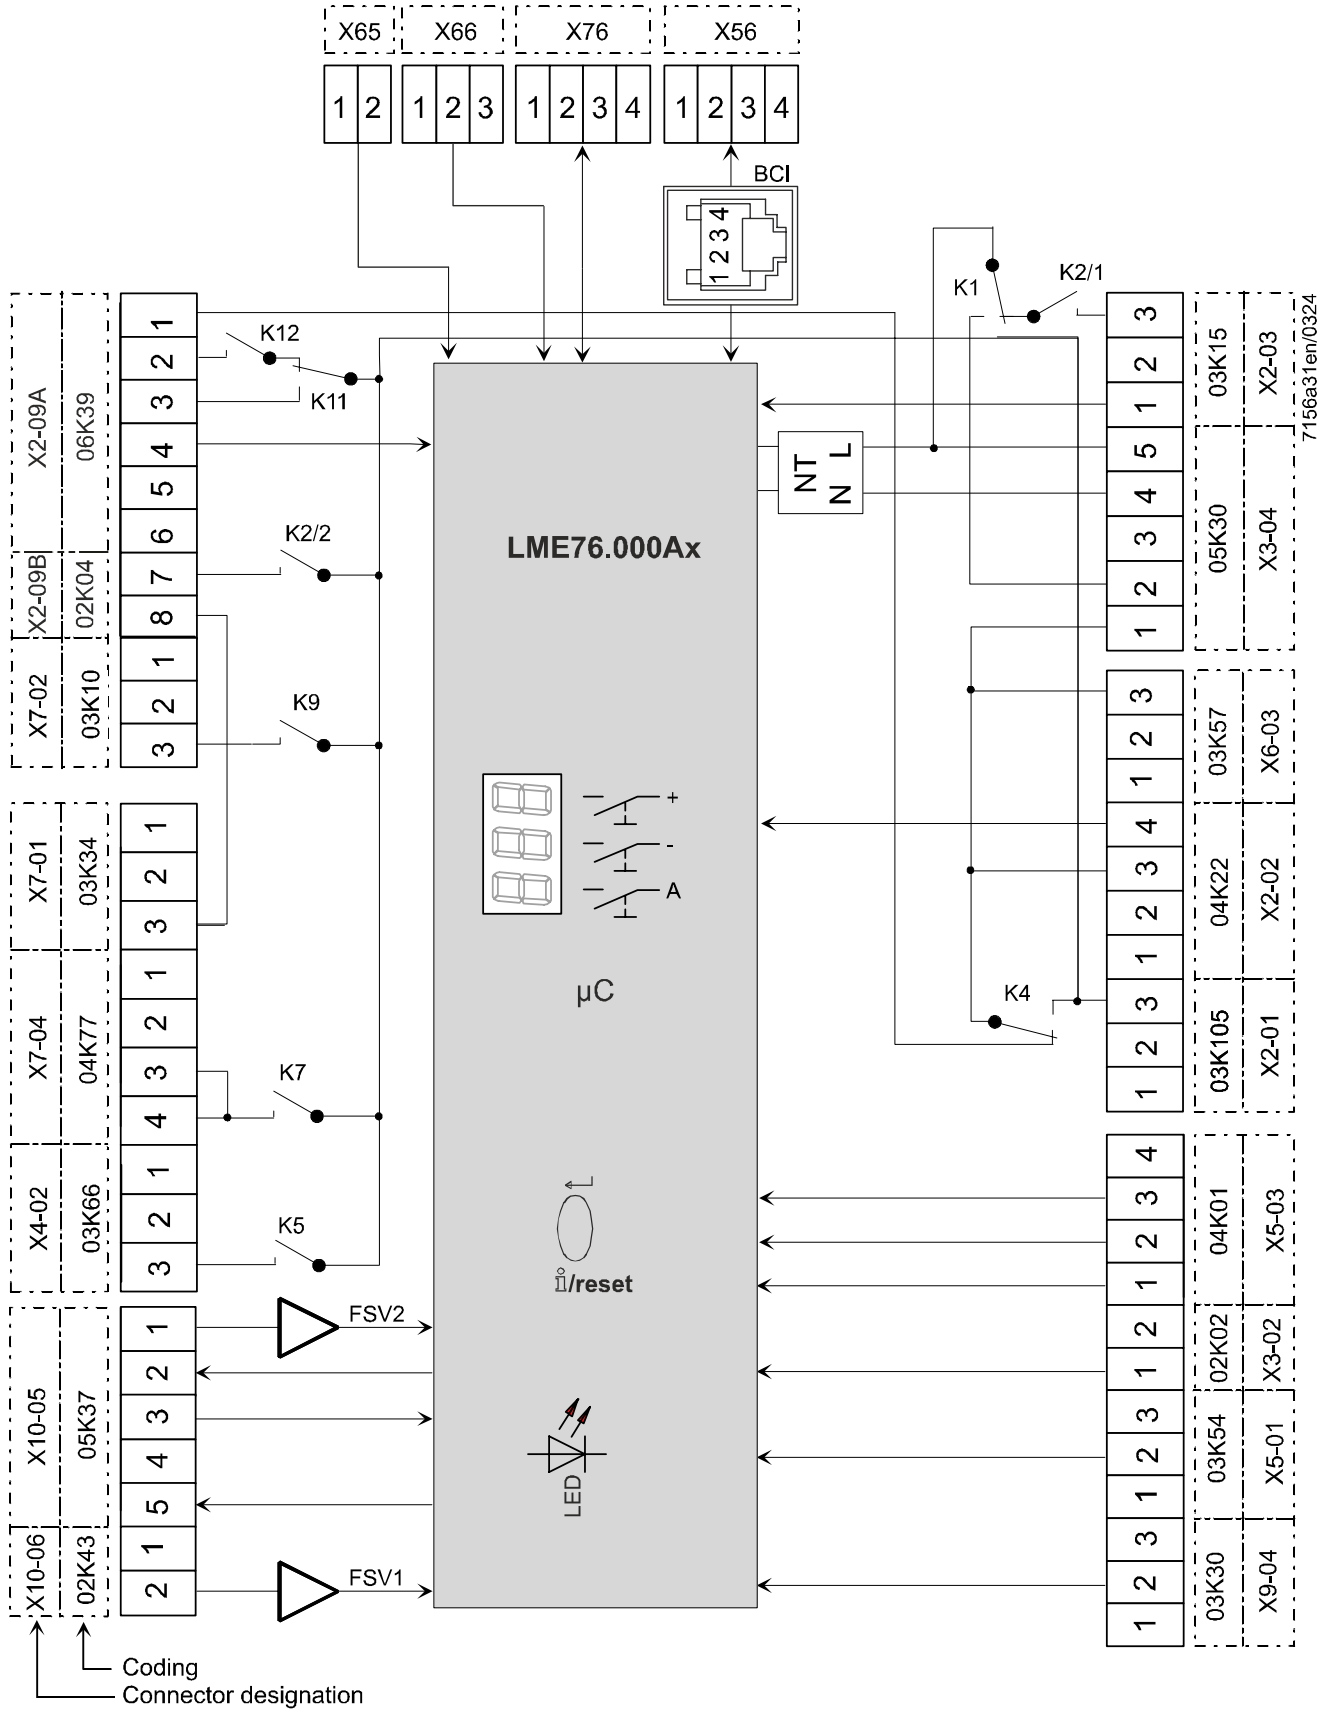 X65 X66 X76 X56
1 2 1 2 3 1 2 3 4 1 2 3 4
BCI
1 2 3 4
K1
K2/1
7156a31en/0324
X2-09A 06K39
1
2
3
4
5
6
X2-09B 02K04
7
8
X7-02 03K10
1
2
3
X7-01 03K34
1
2
3
X7-04 04K77
1
2
3
4
X4-02 03K66
1
2
3
X10-05 05K37
1
2
3
4
5
X10-06 02K43
1
2
K12
K11
K2/2
K9
K7
K5
FSV2
FSV1
NT
N L
LME76.000Ax
+
-
A
µC
i/reset
LED
K4
3
2
1
03K15 X2-03
5
4
3
2
1
05K30 X3-04
3
2
1
03K57 X6-03
4
3
2
1
04K22 X2-02
3
2
1
03K105 X2-01
4
3
2
1
04K01 X5-03
2
1
02K02 X3-02
3
2
1
03K54 X5-01
3
2
1
03K30 X9-04
Coding
Connector designation